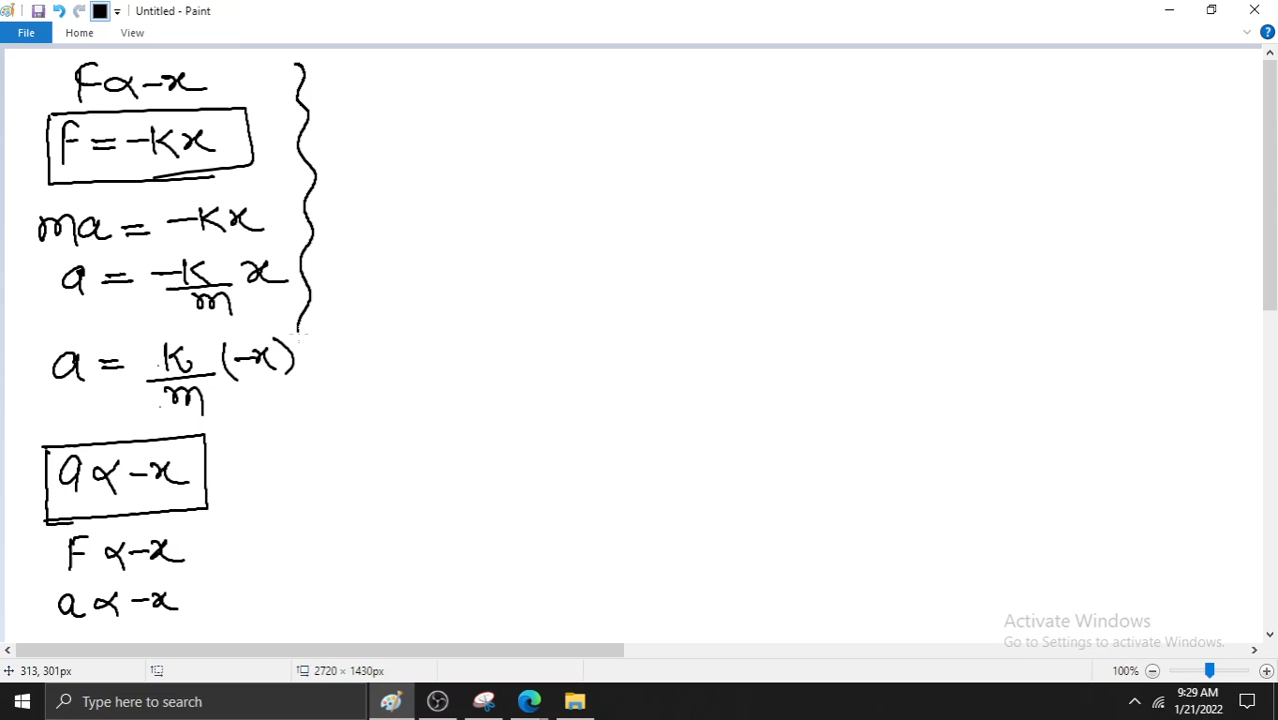 Untitled - Paint
File Home View
F ∝ -x
F = -Kx
ma = -Kx
a = -K/m x
a = K/m (-x)
a ∝ -x
F ∝ -x
a ∝ -x
Activate Windows
Go to Settings to activate Windows.
313, 301px
2720 × 1430px
100%
Type here to search
9:29 AM
1/21/2022